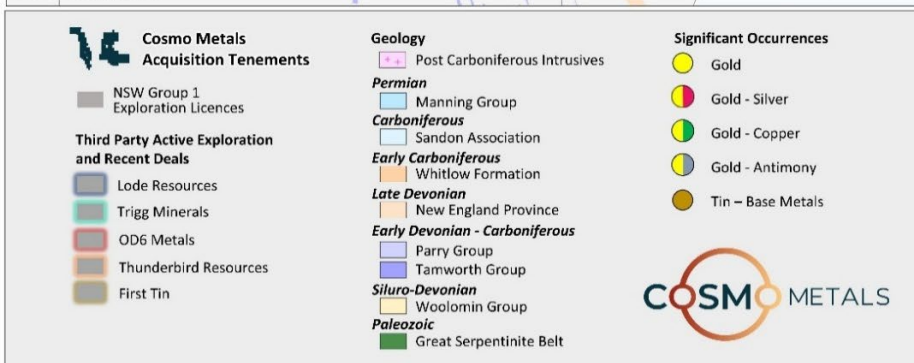 Cosmo Metals
Acquisition Tenements
NSW Group 1
Exploration Licences
Third Party Active Exploration
and Recent Deals
Lode Resources
Trigg Minerals
OD6 Metals
Thunderbird Resources
First Tin
Geology
Post Carboniferous Intrusives
Permian
Manning Group
Carboniferous
Sandon Association
Early Carboniferous
Whitlow Formation
Late Devonian
New England Province
Early Devonian - Carboniferous
Parry Group
Tamworth Group
Siluro-Devonian
Woolomin Group
Paleozoic
Great Serpentinite Belt
Significant Occurrences
Gold
Gold - Silver
Gold - Copper
Gold - Antimony
Tin – Base Metals
COSMO METALS